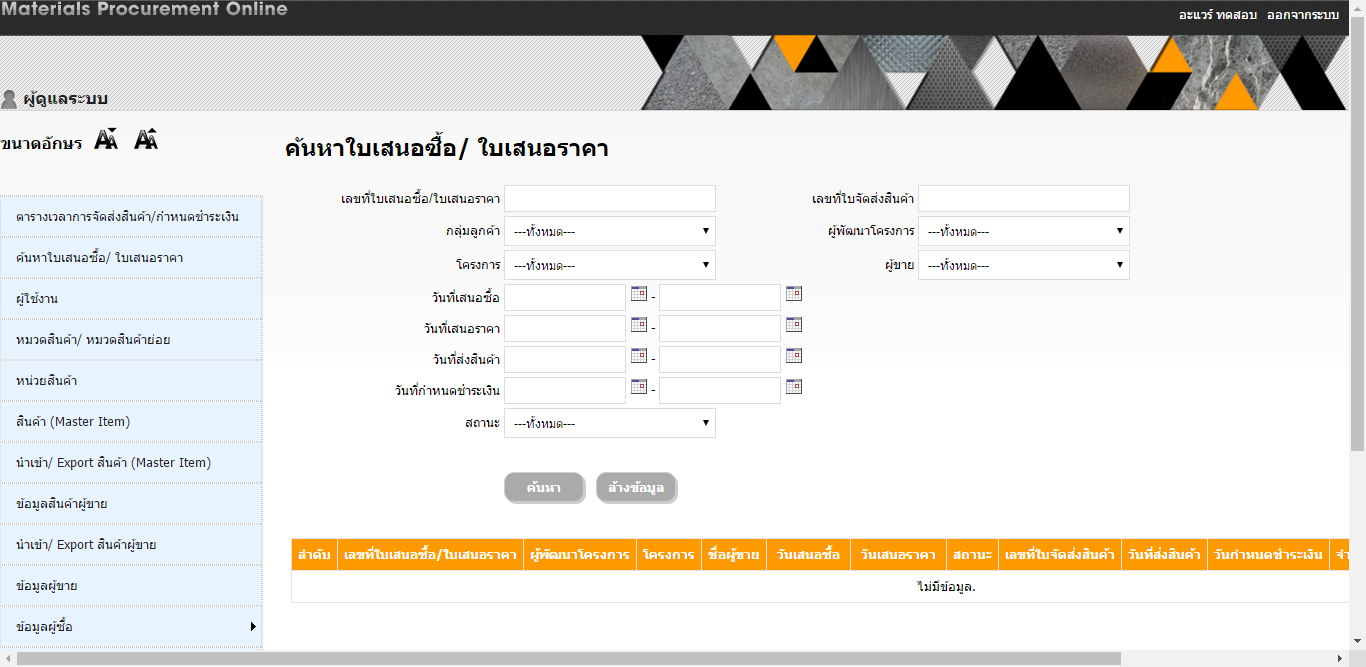 Materials Procurement Online
อะแวร์ ทดสอบ ออกจากระบบ
ผู้ดูแลระบบ
ขนาดอักษร
ค้นหาใบเสนอซื้อ/ ใบเสนอราคา
ตารางเวลาการจัดส่งสินค้า/กำหนดชำระเงิน
ค้นหาใบเสนอซื้อ/ ใบเสนอราคา
ผู้ใช้งาน
หมวดสินค้า/ หมวดสินค้าย่อย
หน่วยสินค้า
สินค้า (Master Item)
นำเข้า/ Export สินค้า (Master Item)
ข้อมูลสินค้าผู้ขาย
นำเข้า/ Export สินค้าผู้ขาย
ข้อมูลผู้ขาย
ข้อมูลผู้ซื้อ
เลขที่ใบเสนอซื้อ/ใบเสนอราคา เลขที่ใบจัดส่งสินค้า
กลุ่มลูกค้า ---ทั้งหมด--- ผู้พัฒนาโครงการ ---ทั้งหมด---
โครงการ ---ทั้งหมด--- ผู้ขาย ---ทั้งหมด---
วันที่เสนอซื้อ -
วันที่เสนอราคา -
วันที่ส่งสินค้า -
วันที่กำหนดชำระเงิน -
สถานะ ---ทั้งหมด---
ค้นหา ล้างข้อมูล
ลำดับ เลขที่ใบเสนอซื้อ/ใบเสนอราคา ผู้พัฒนาโครงการ โครงการ ชื่อผู้ขาย วันเสนอซื้อ วันเสนอราคา สถานะ เลขที่ใบจัดส่งสินค้า วันที่ส่งสินค้า วันกำหนดชำระเงิน
ไม่มีข้อมูล.